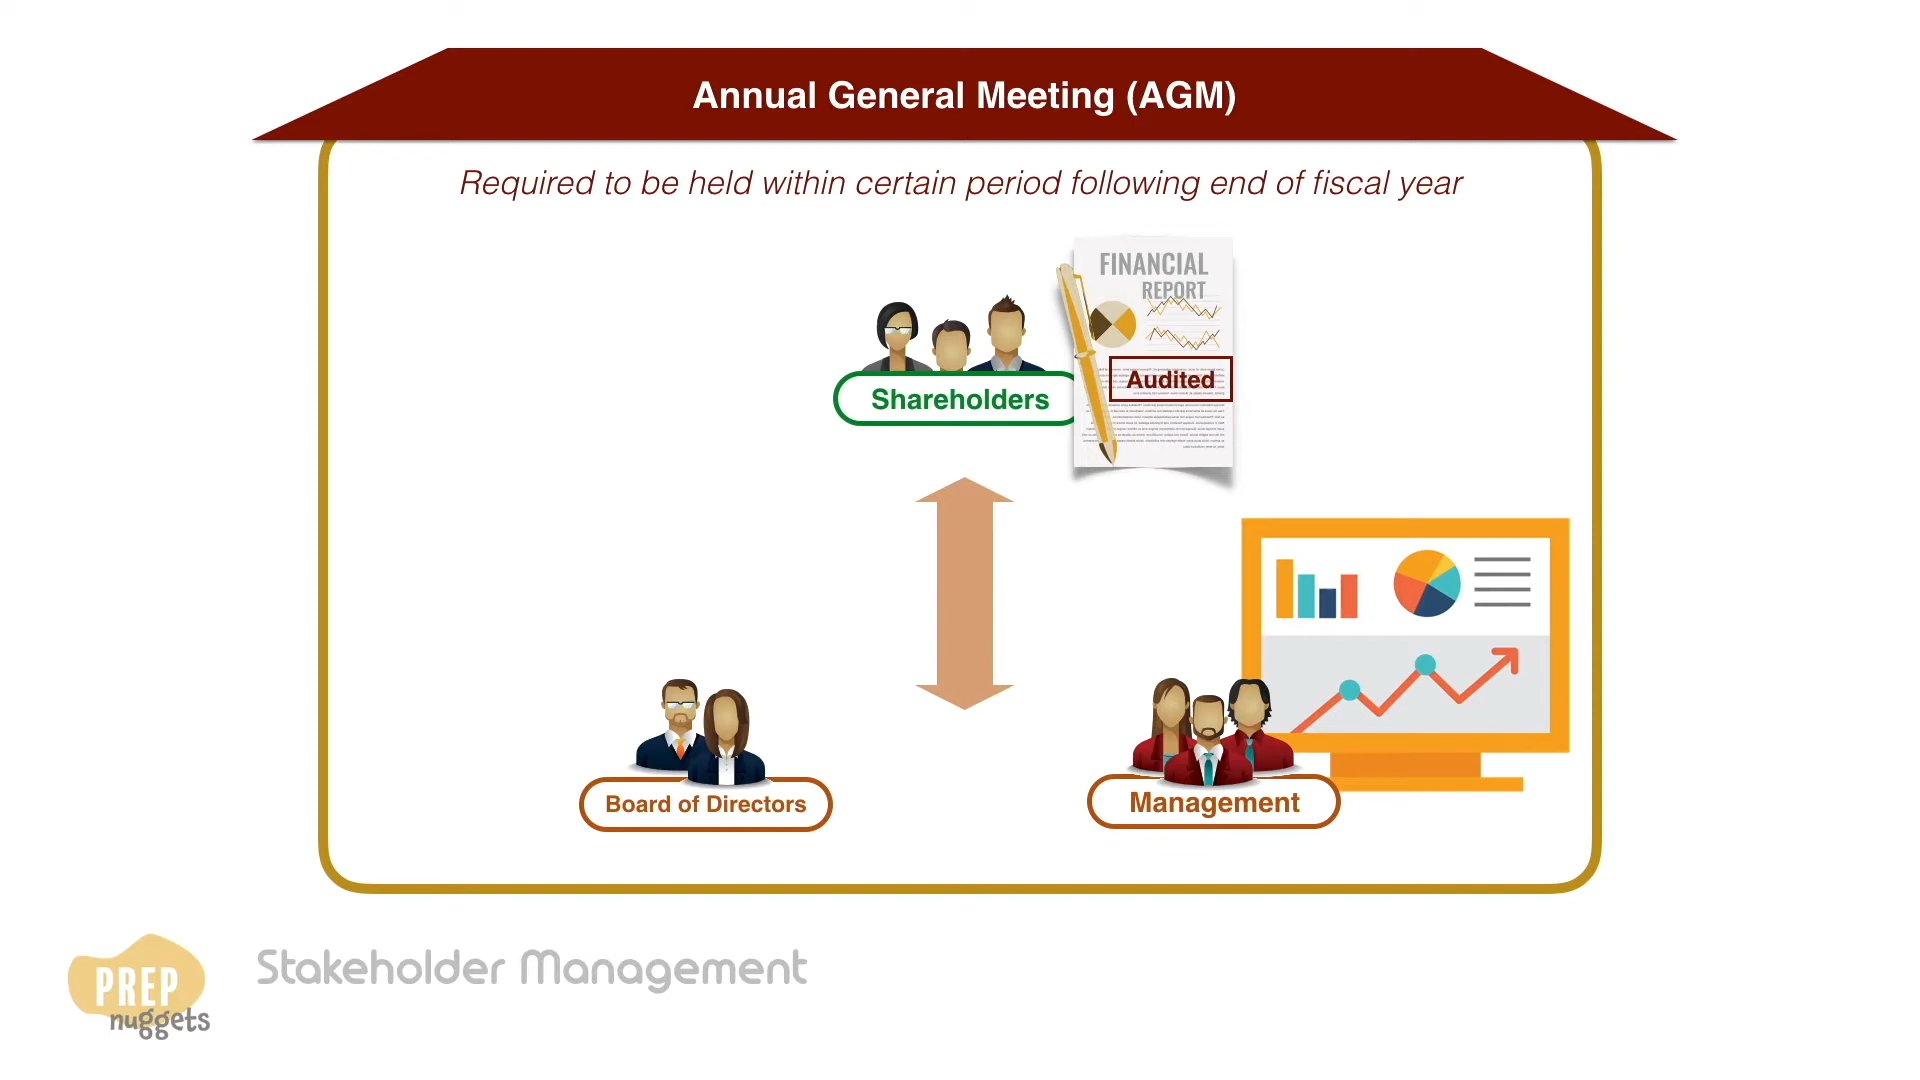 Annual General Meeting (AGM)
Required to be held within certain period following end of fiscal year
FINANCIAL
REPORT
Audited
Shareholders
Board of Directors
Management
Stakeholder Management
PREP
nuggets